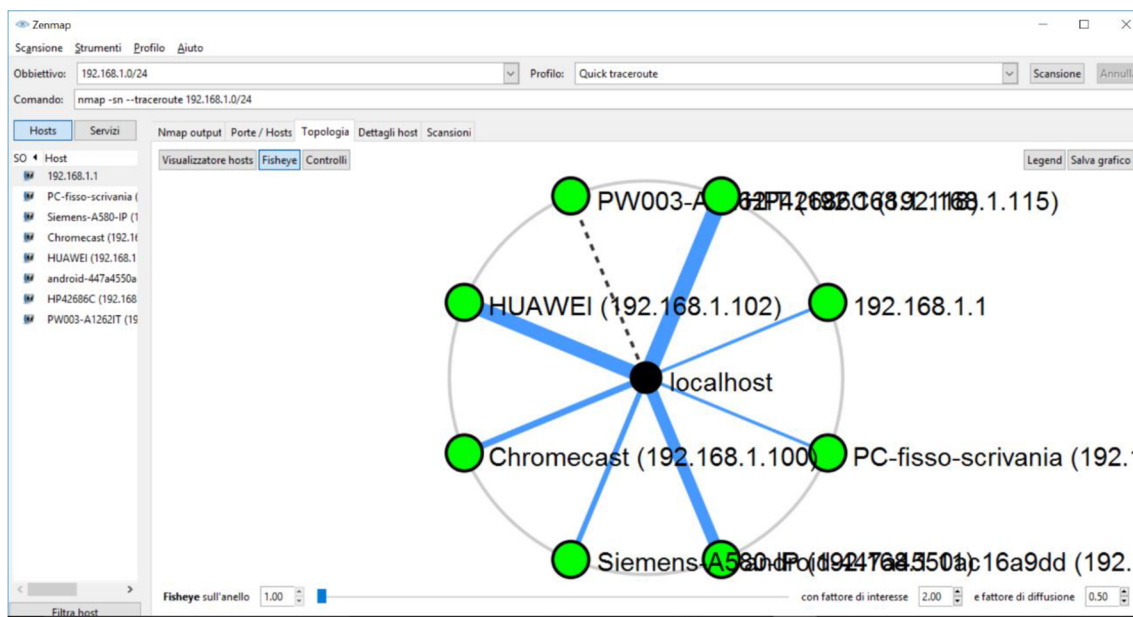 Zenmap
Scansione Strumenti Profilo Aiuto
Obbiettivo: 192.168.1.0/24 Profilo: Quick traceroute Scansione Annulla
Comando: nmap -sn --traceroute 192.168.1.0/24
Hosts Servizi Nmap output Porte / Hosts Topologia Dettagli host Scansioni
SO Host Visualizzatore hosts Fisheye Controlli Legend Salva grafico
192.168.1.1
PC-fisso-scrivania (
Siemens-A580-IP (1
Chromecast (192.16
HUAWEI (192.168.1
android-447a4550a
HP42686C (192.168
PW003-A1262IT (19
HUAWEI (192.168.1.102)
192.168.1.1
localhost
Chromecast (192.168.1.100)
PC-fisso-scrivania (192.1
Fisheye sull'anello 1.00 con fattore di interesse 2.00 e fattore di diffusione 0.50
Filtra host